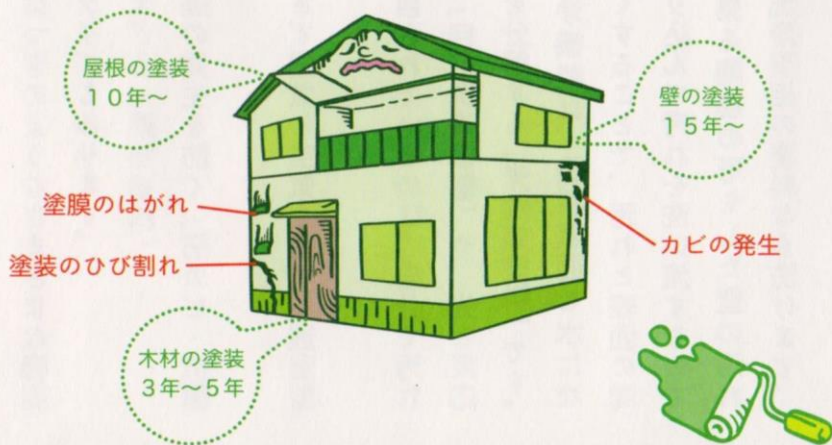 屋根の塗装
10年～
壁の塗装
15年～
塗膜のはがれ
塗装のひび割れ
カビの発生
木材の塗装
3年～5年